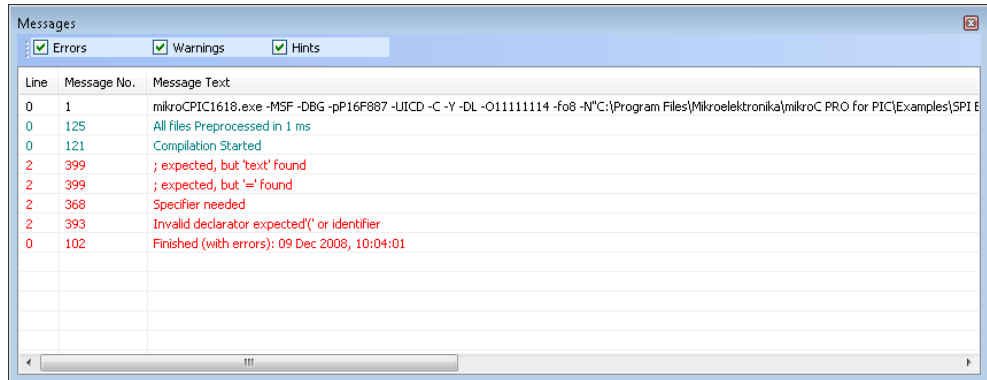 Messages
Errors Warnings Hints
Line Message No. Message Text
0 1 mikroCPIC1618.exe -MSF -DBG -pP16F887 -UICD -C -Y -DL -O11111114 -fo8 -N"C:\Program Files\Mikroelektronika\mikroC PRO for PIC\Examples\SPI E
0 125 All files Preprocessed in 1 ms
0 121 Compilation Started
2 399 ; expected, but 'text' found
2 399 ; expected, but '=' found
2 368 Specifier needed
2 393 Invalid declarator expected'(' or identifier
0 102 Finished (with errors): 09 Dec 2008, 10:04:01